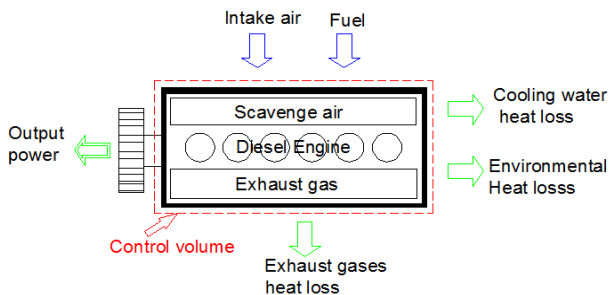 Intake air
Fuel
Scavenge air
Cooling water
heat loss
Output
power
Diesel Engine
Environmental
Heat losss
Exhaust gas
Control volume
Exhaust gases
heat loss